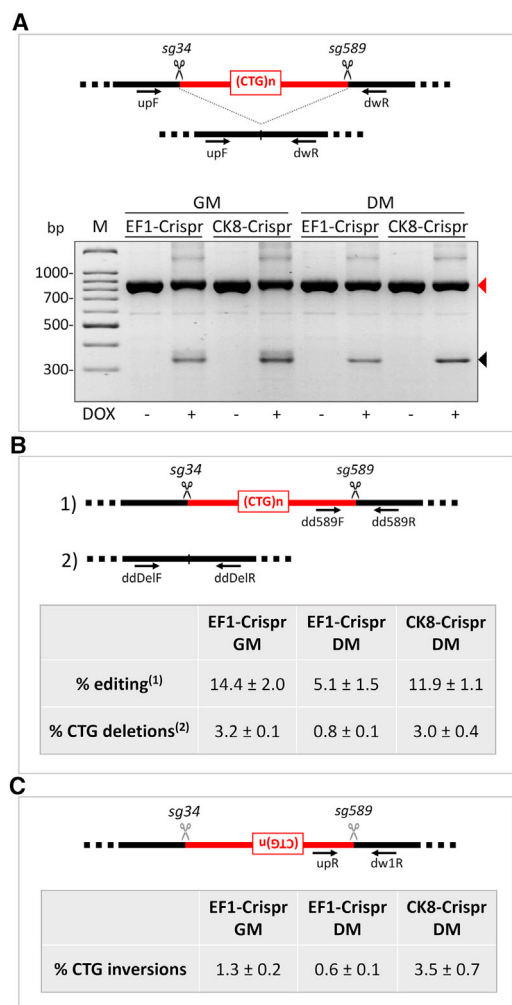 A
sg34 sg589
(CTG)n
upF dwR
upF dwR
GM DM
bp M EF1-Crispr CK8-Crispr EF1-Crispr CK8-Crispr
1000-
700-
500-
300-
DOX - + - + - + - +
B
sg34 sg589
1) (CTG)n
dd589F dd589R
2)
ddDelF ddDelR
EF1-Crispr GM EF1-Crispr DM CK8-Crispr DM
% editing(1) 14.4 ± 2.0 5.1 ± 1.5 11.9 ± 1.1
% CTG deletions(2) 3.2 ± 0.1 0.8 ± 0.1 3.0 ± 0.4
C
sg34 sg589
(CTG)n
upR dw1R
EF1-Crispr GM EF1-Crispr DM CK8-Crispr DM
% CTG inversions 1.3 ± 0.2 0.6 ± 0.1 3.5 ± 0.7